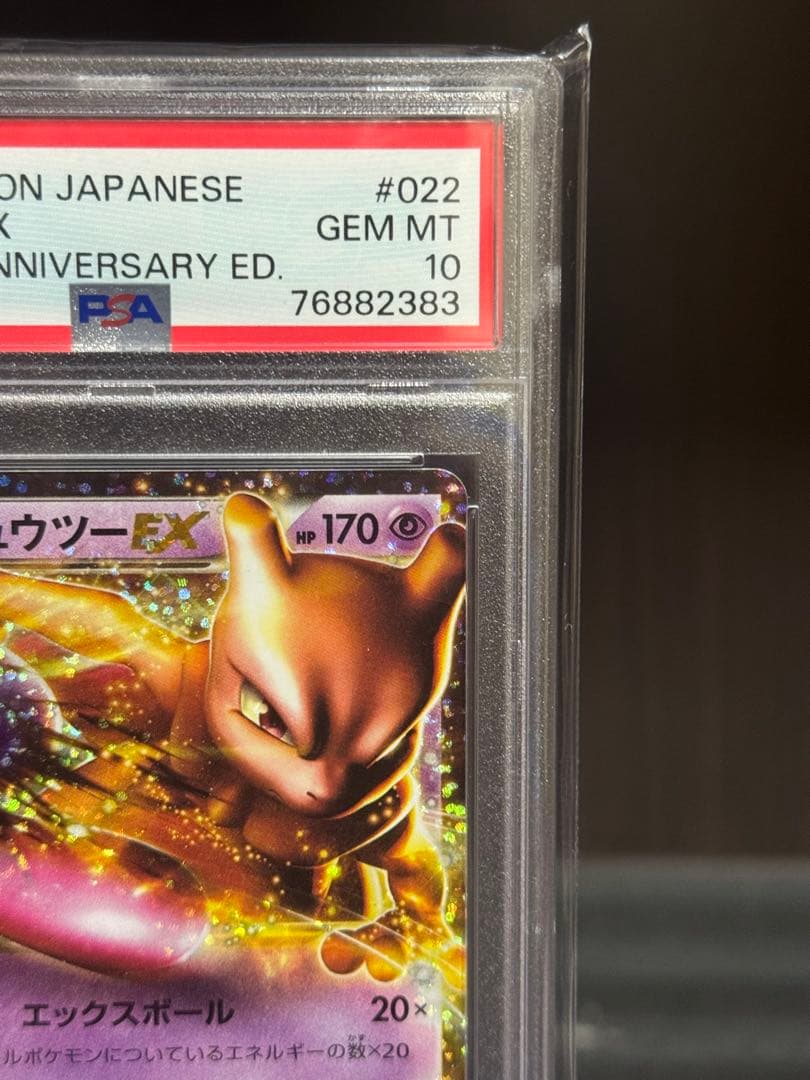 ON JAPANESE #022
X GEM MT
NNIVERSARY ED. 10
PSA 76882383
ュウツーEX HP 170
エックスボール 20×
ルポケモンについているエネルギーの数×20
かず